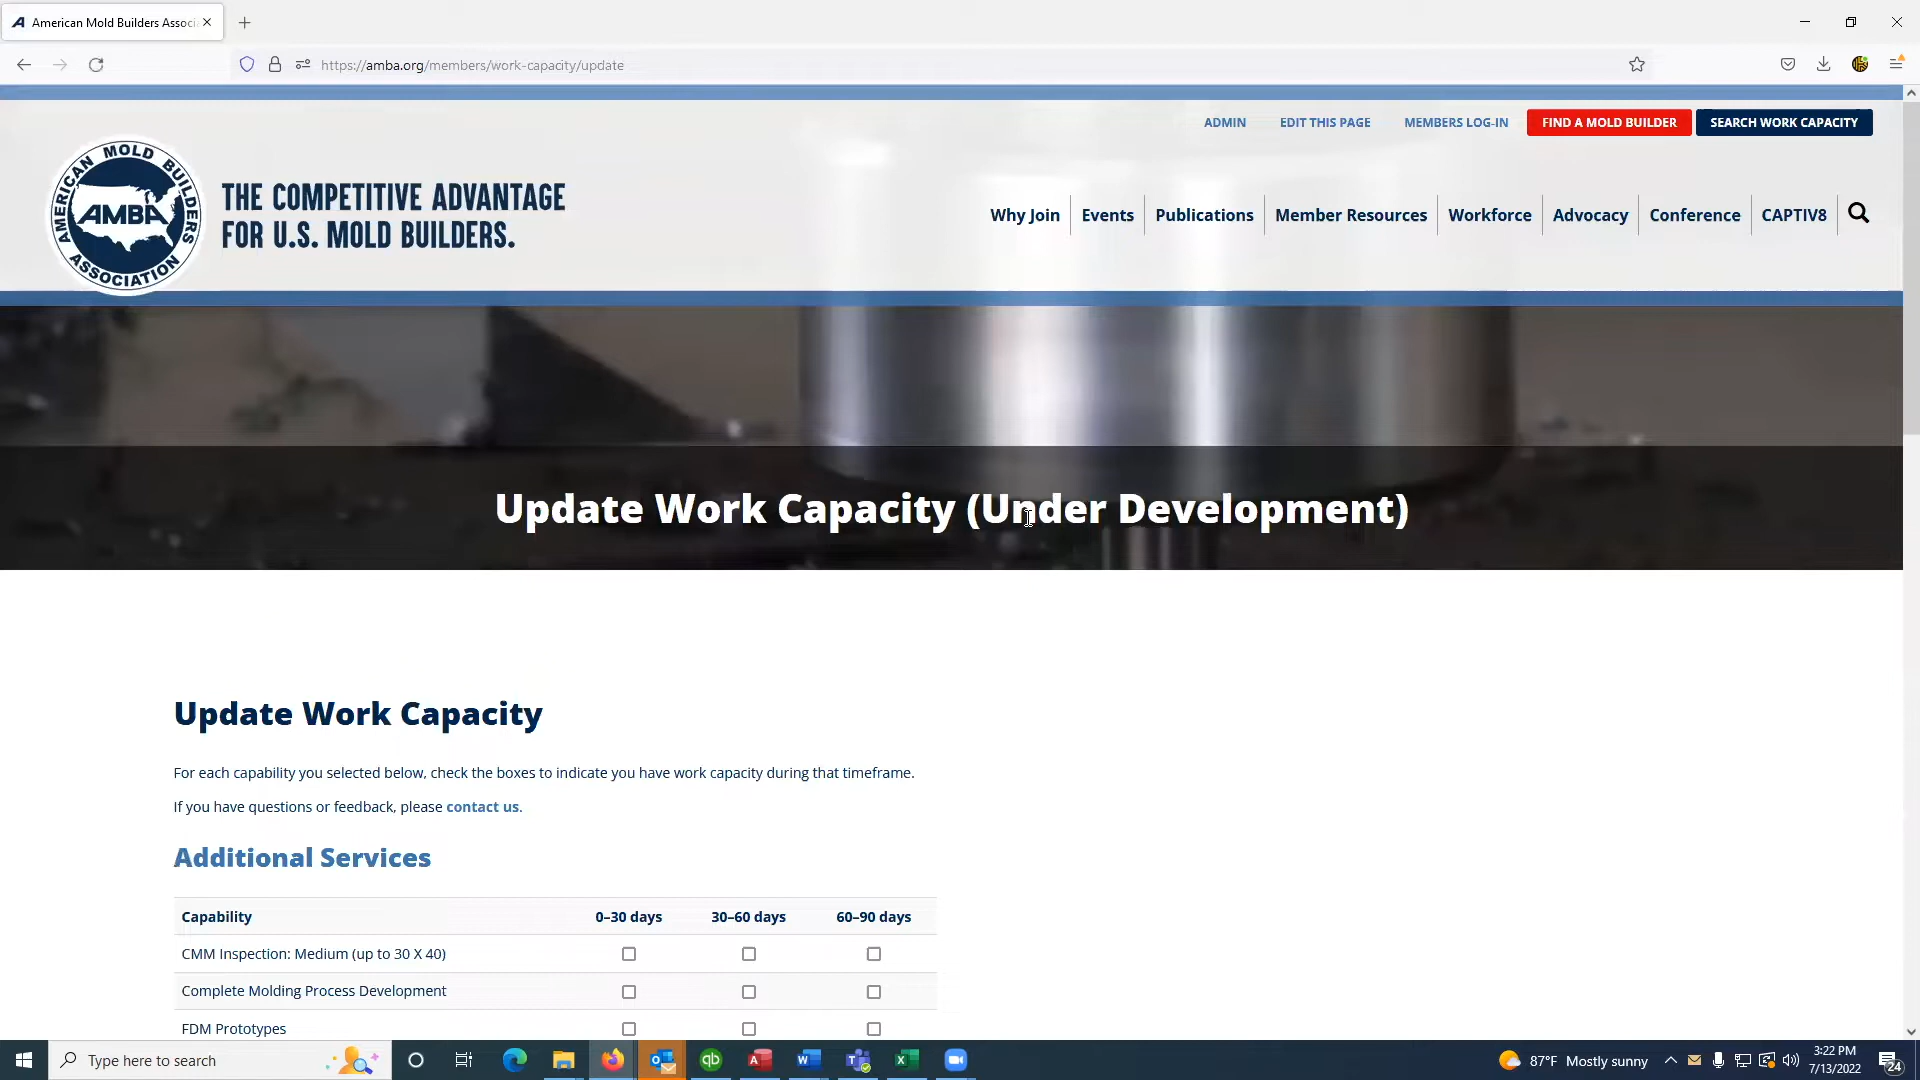 American Mold Builders Associ
https://amba.org/members/work-capacity/update
ADMIN
EDIT THIS PAGE
MEMBERS LOG-IN
FIND A MOLD BUILDER
SEARCH WORK CAPACITY
AMERICAN MOLD BUILDERS
AMBA
ASSOCIATION
THE COMPETITIVE ADVANTAGE
FOR U.S. MOLD BUILDERS.
Why Join
Events
Publications
Member Resources
Workforce
Advocacy
Conference
CAPTIV8
Update Work Capacity (Under Development)
Update Work Capacity
For each capability you selected below, check the boxes to indicate you have work capacity during that timeframe.
If you have questions or feedback, please contact us.
Additional Services
Capability 0–30 days 30–60 days 60–90 days
CMM Inspection: Medium (up to 30 X 40)
Complete Molding Process Development
FDM Prototypes
Type here to search
87°F Mostly sunny
3:22 PM
7/13/2022
24